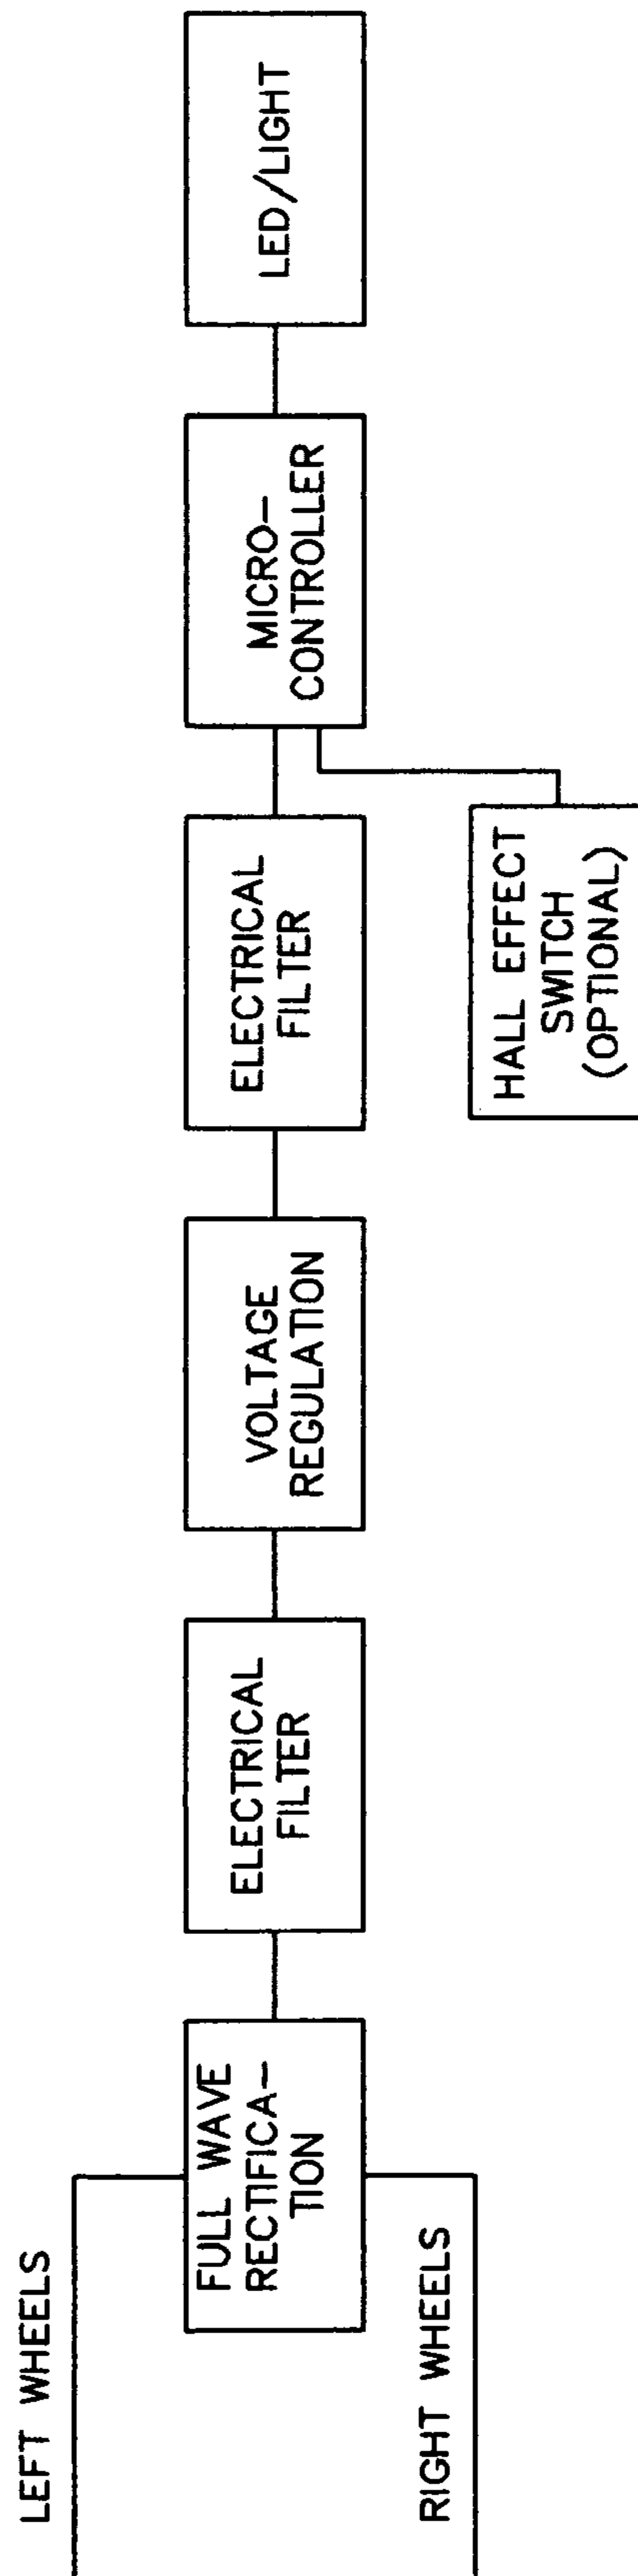 LEFT WHEELS
RIGHT WHEELS
FULL WAVE
RECTIFICA-
TION
ELECTRICAL
FILTER
VOLTAGE
REGULATION
ELECTRICAL
FILTER
HALL EFFECT
SWITCH
(OPTIONAL)
MICRO-
CONTROLLER
LED/LIGHT